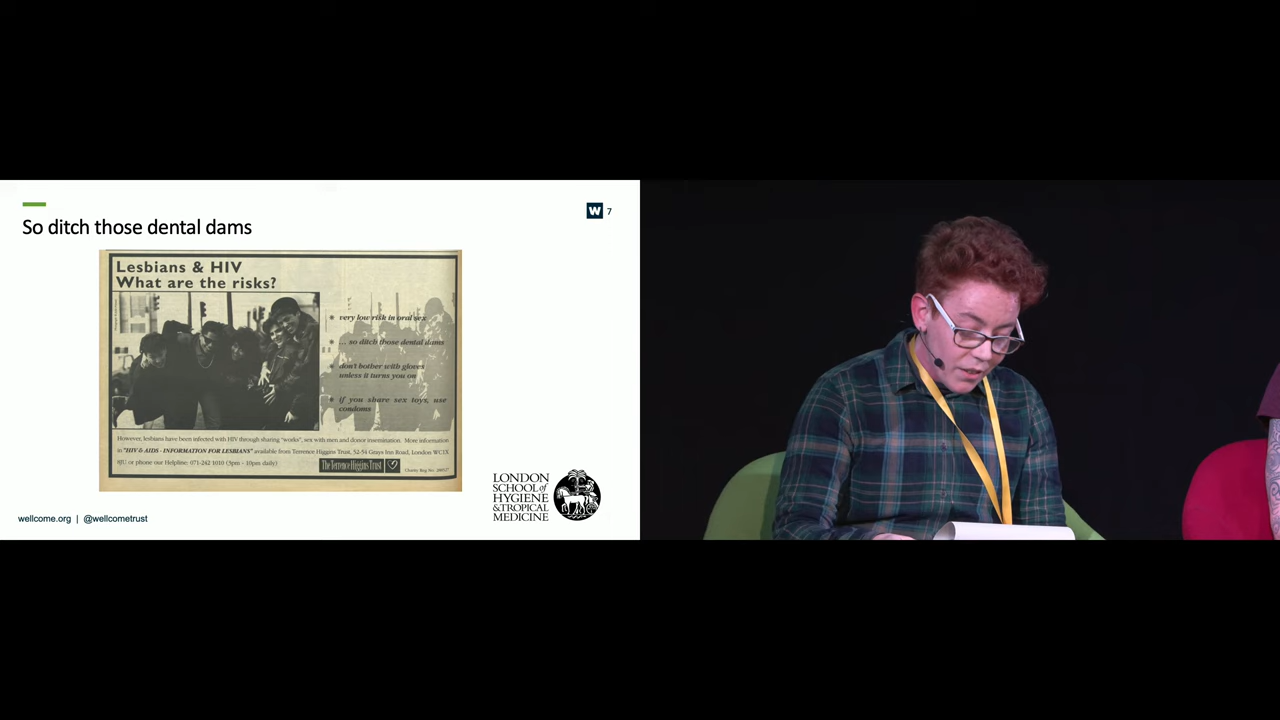 So ditch those dental dams
W 7
Lesbians & HIV
What are the risks?
very low risk in oral sex
... so ditch those dental dams
don't bother with gloves
unless it turns you on
if you share sex toys, use
condoms
However, lesbians have been infected with HIV through sharing "works", sex with men and donor insemination. More information
in "HIV & AIDS - INFORMATION FOR LESBIANS" available from Terrence Higgins Trust, 52-54 Grays Inn Road, London WC1X
8JU or phone our Helpline: 071-242 1010 (3pm - 10pm daily)
The Terrence Higgins Trust
Charity Reg No.
LONDON
SCHOOL of
HYGIENE
& TROPICAL
MEDICINE
wellcome.org | @wellcometrust